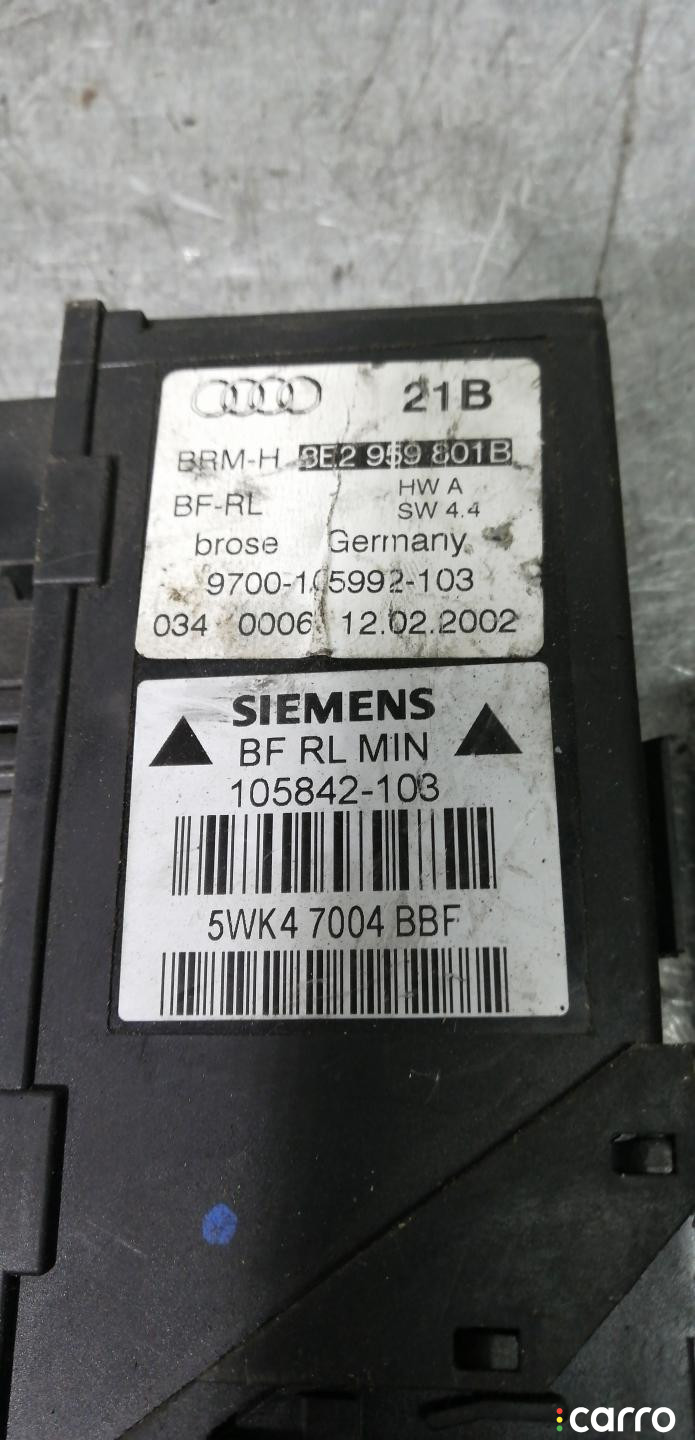 21B
BRM-H 8E2 959 801B
BF-RL HW A
SW 4.4
brose Germany
9700-105992-103
034 0006 12.02.2002
SIEMENS
BF RL MIN
105842-103
5WK4 7004 BBF
carro